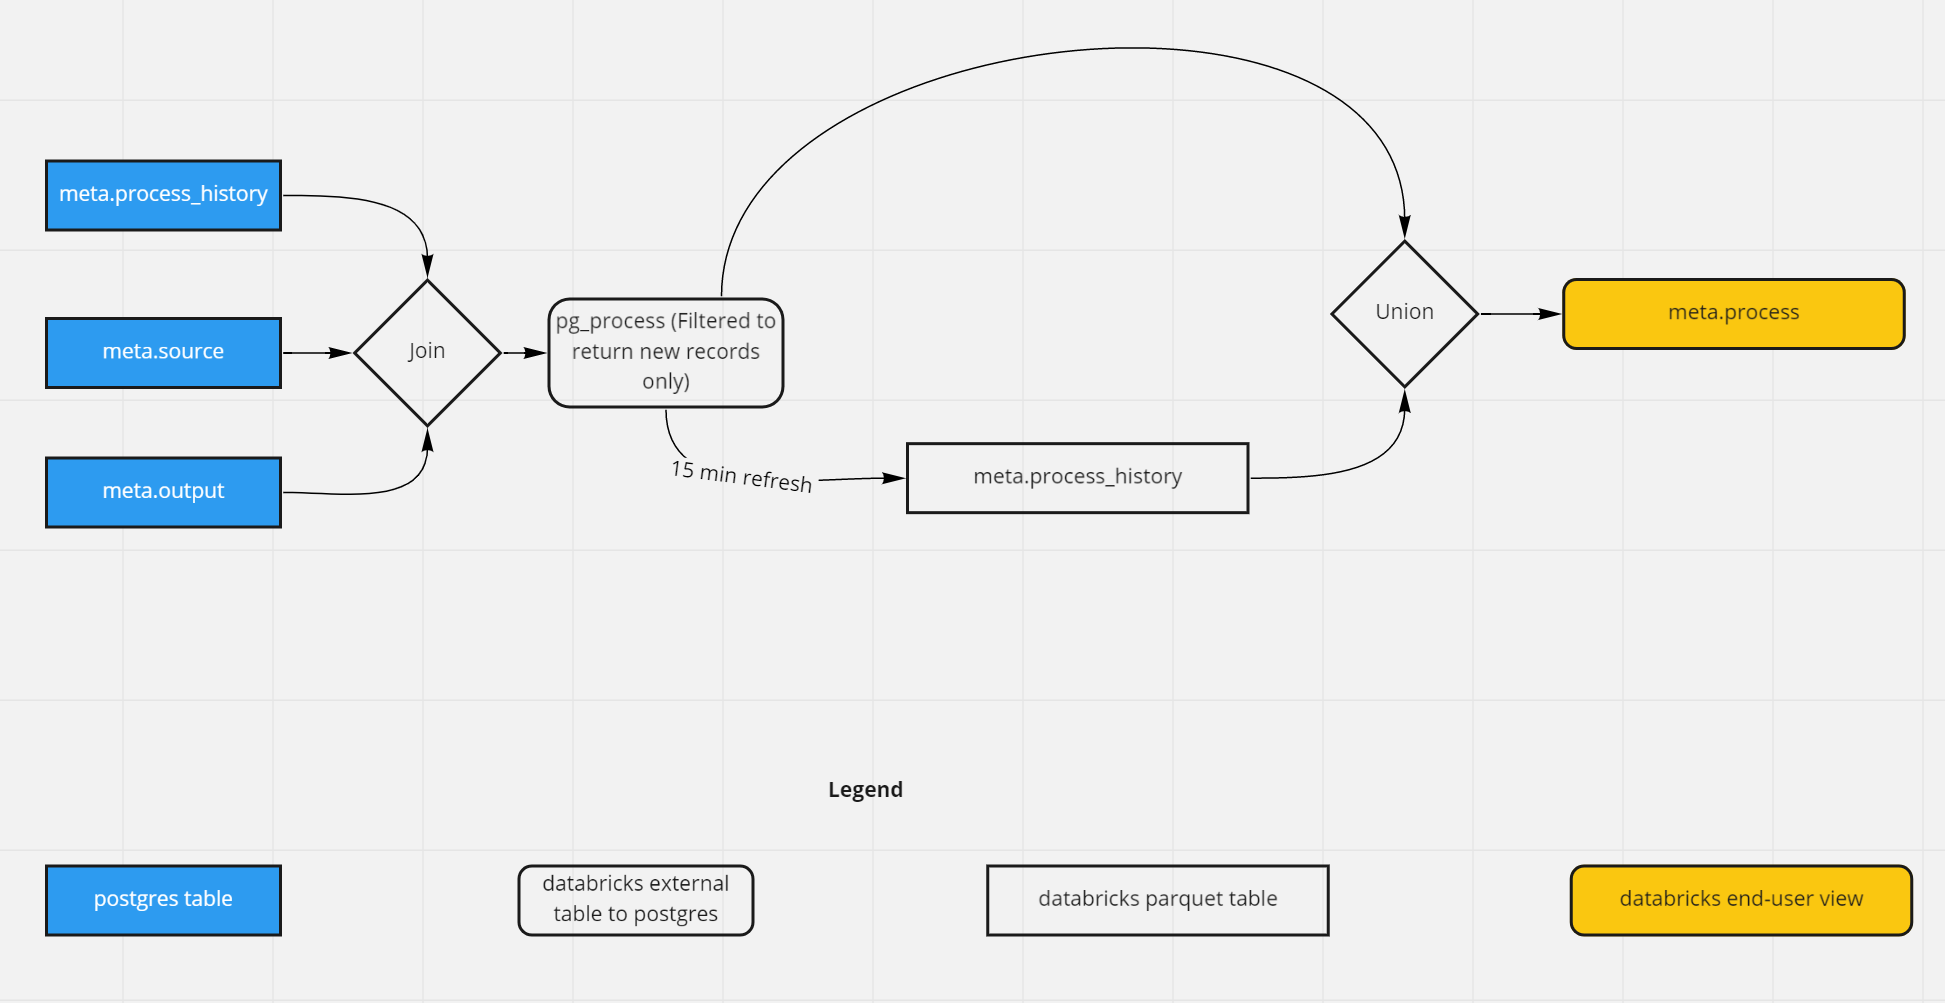 meta.process_history
meta.source
meta.output
Join
pg_process (Filtered to
return new records
only)
15 min refresh
meta.process_history
Union
meta.process
Legend
postgres table
databricks external
table to postgres
databricks parquet table
databricks end-user view